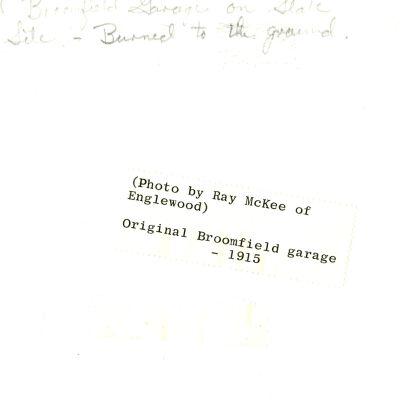 Broomfield Garage on State
Site - Burned to the ground.
(Photo by Ray McKee of
Englewood)
Original Broomfield garage
- 1915